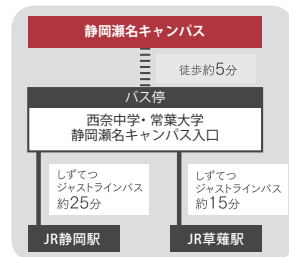 静岡瀬名キャンパス
徒歩約5分
バス停
西奈中学・常葉大学
静岡瀬名キャンパス入口
しずてつ
ジャストラインバス
約25分
しずてつ
ジャストラインバス
約15分
JR静岡駅
JR草薙駅